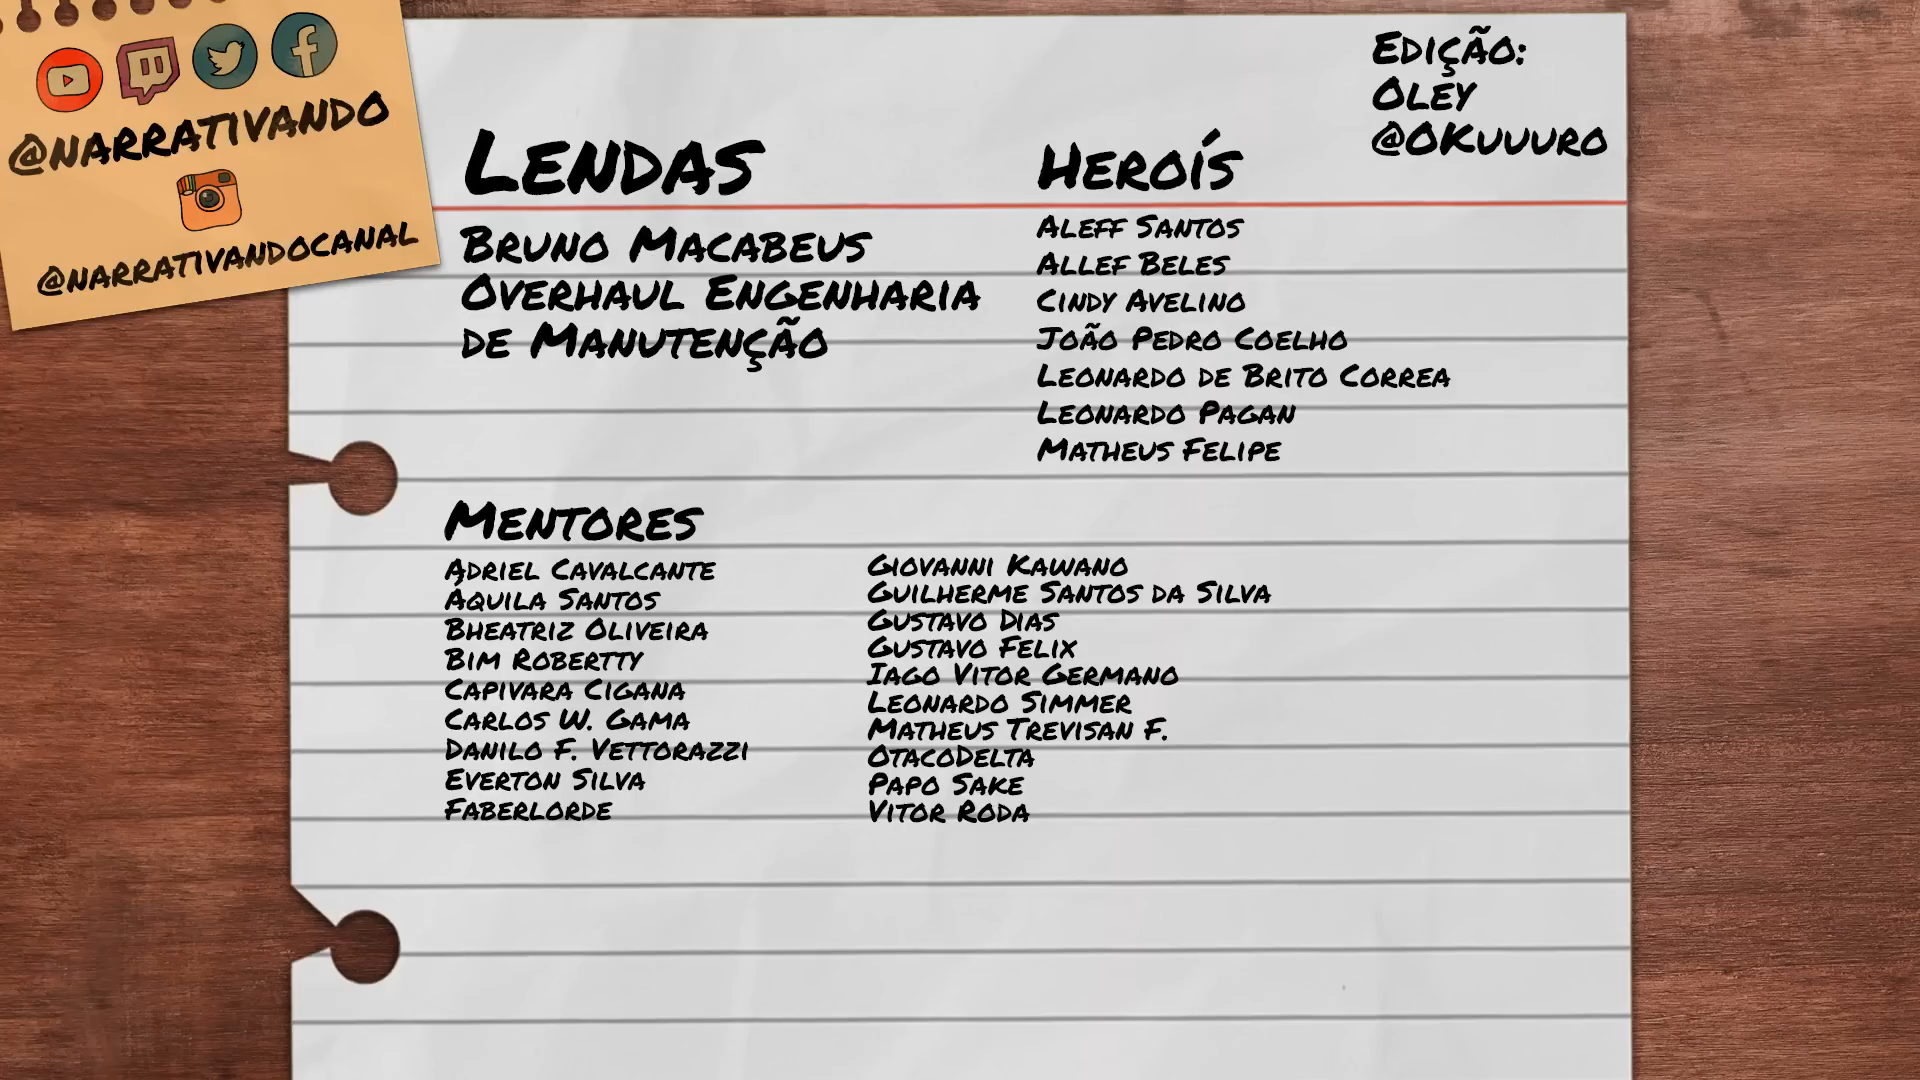 @narrativando
@narrativandocanal
Edição:
Oley
@OKuuuro
Lendas
Bruno Macabeus
Overhaul Engenharia
de Manutenção
Heroís
Aleff Santos
Allef Beles
Cindy Avelino
João Pedro Coelho
Leonardo de Brito Correa
Leonardo Pagan
Matheus Felipe
Mentores
Adriel Cavalcante
Áquila Santos
Bheatriz Oliveira
Bim Robertty
Capivara Cigana
Carlos W. Gama
Danilo F. Vettorazzi
Everton Silva
Faberlorde
Giovanni Kawano
Guilherme Santos da Silva
Gustavo Dias
Gustavo Felix
Iago Vitor Germano
Leonardo Simmer
Matheus Trevisan F.
OtacoDelta
Papo Sake
Vitor Roda